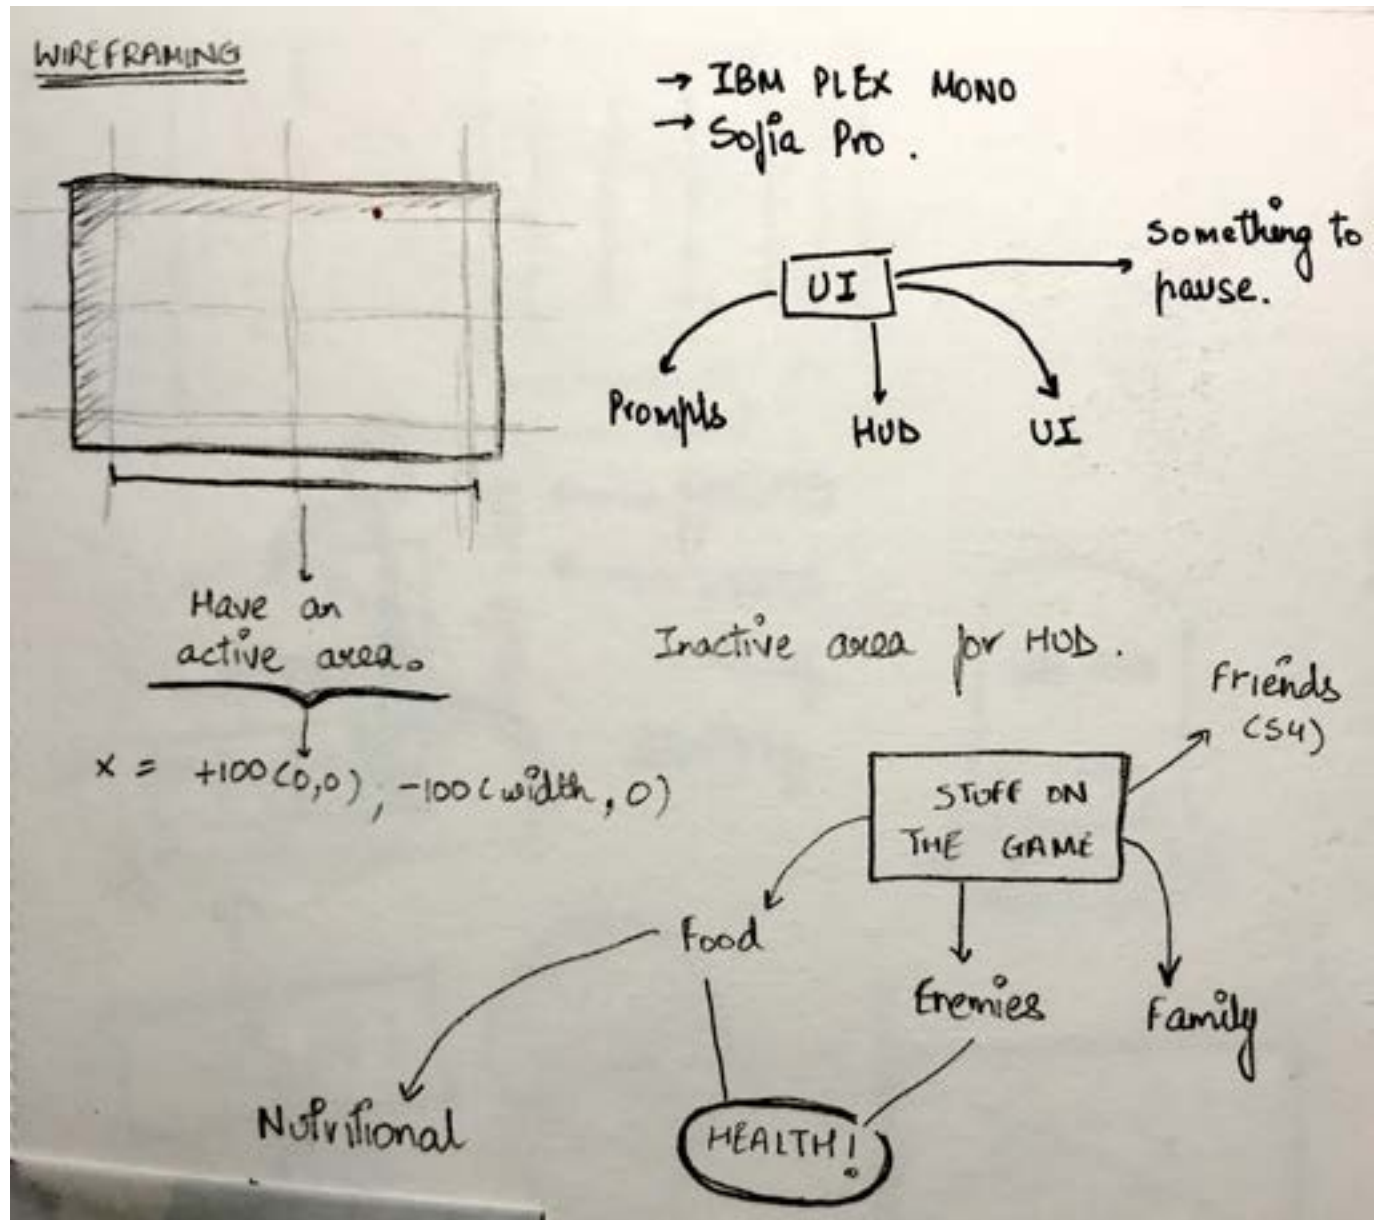 WIREFRAMING
→ IBM PLEX MONO
→ Sofia Pro.
UI
something to
pause.
Prompts
HUD
UI
Have an
active area.
Inactive area for HUD.
x = +100(0,0), -100(width, 0)
STUFF ON
THE GAME
Friends
(S4)
Food
Enemies
Family
Nutritional
HEALTH!